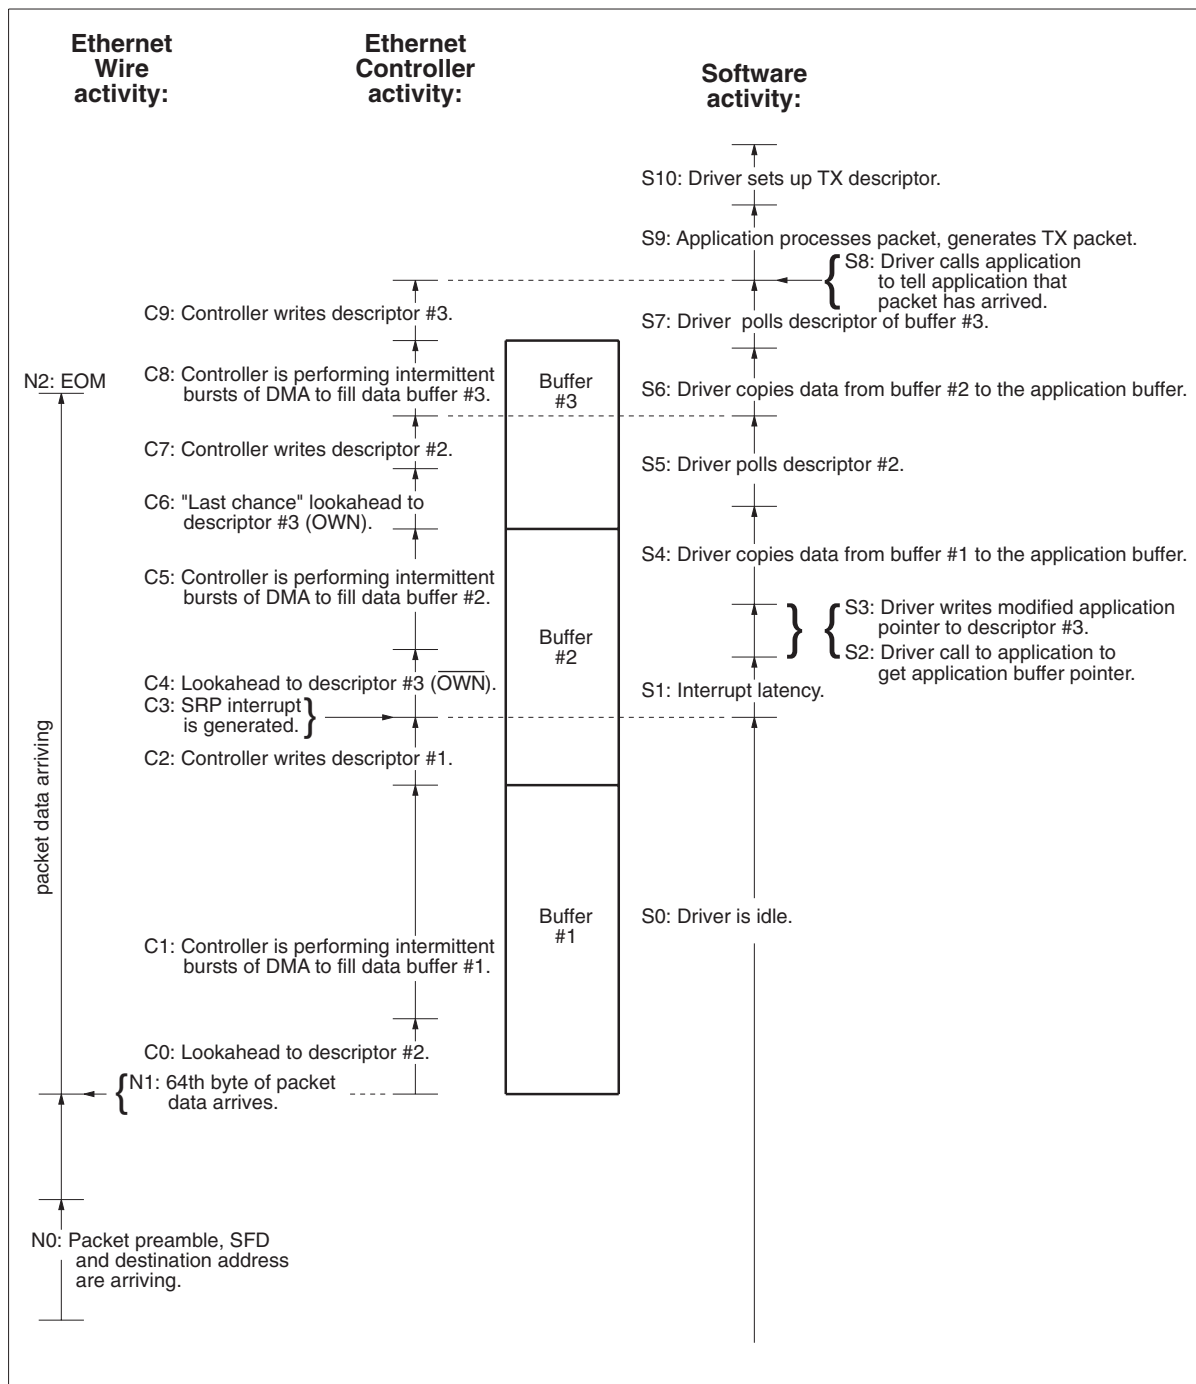 Ethernet
Wire
activity:
Ethernet
Controller
activity:
Software
activity:
S10: Driver sets up TX descriptor.
S9: Application processes packet, generates TX packet.
S8: Driver calls application
to tell application that
packet has arrived.
S7: Driver polls descriptor of buffer #3.
S6: Driver copies data from buffer #2 to the application buffer.
S5: Driver polls descriptor #2.
S4: Driver copies data from buffer #1 to the application buffer.
S3: Driver writes modified application
pointer to descriptor #3.
S2: Driver call to application to
get application buffer pointer.
S1: Interrupt latency.
S0: Driver is idle.
C9: Controller writes descriptor #3.
C8: Controller is performing intermittent
bursts of DMA to fill data buffer #3.
C7: Controller writes descriptor #2.
C6: "Last chance" lookahead to
descriptor #3 (OWN).
C5: Controller is performing intermittent
bursts of DMA to fill data buffer #2.
C4: Lookahead to descriptor #3 (O̅W̅N̅).
C3: SRP interrupt
is generated.
C2: Controller writes descriptor #1.
C1: Controller is performing intermittent
bursts of DMA to fill data buffer #1.
C0: Lookahead to descriptor #2.
Buffer
#3
Buffer
#2
Buffer
#1
N2: EOM
packet data arriving
N1: 64th byte of packet
data arrives.
N0: Packet preamble, SFD
and destination address
are arriving.